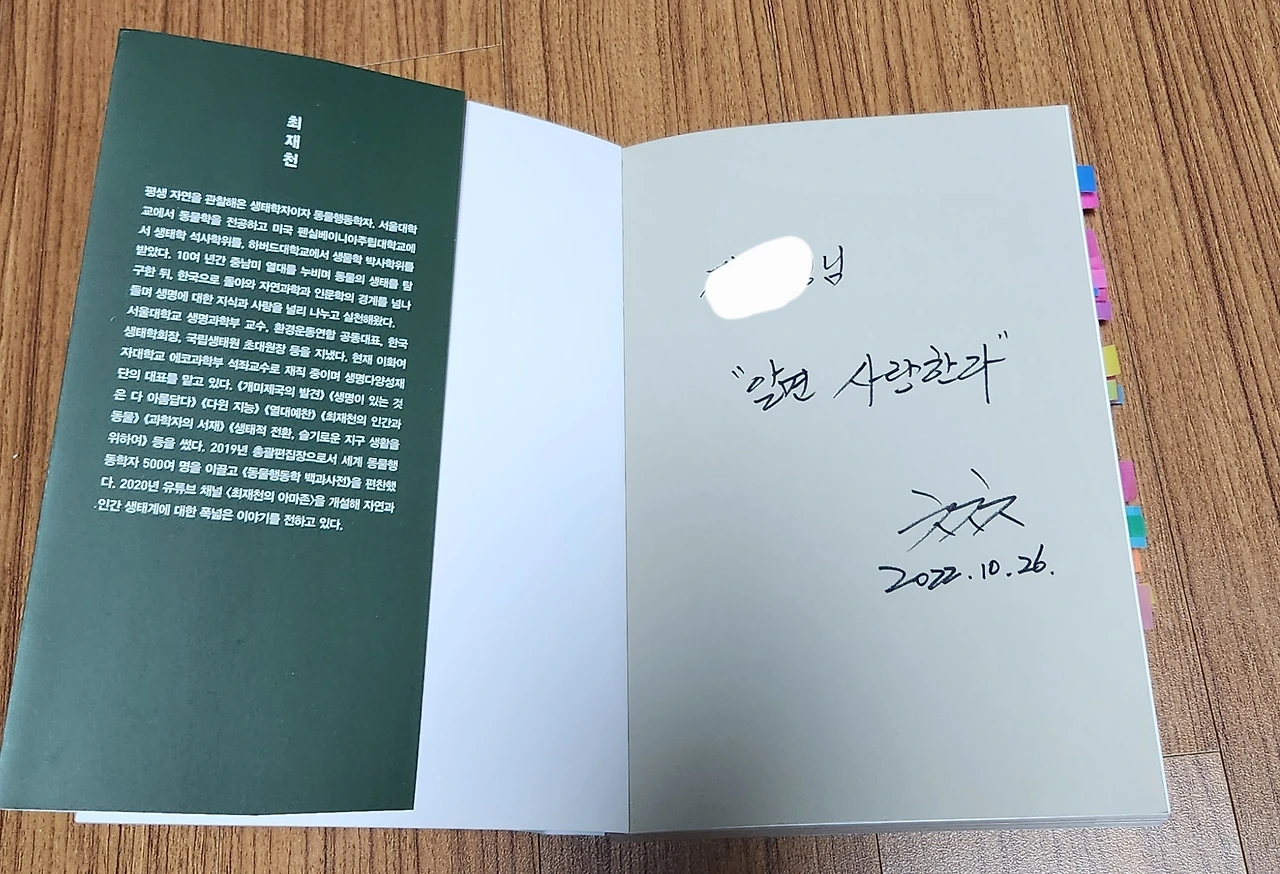 최
재
천
평생 자연을 관찰해온 생태학자이자 동물행동학자. 서울대학
교에서 동물학을 전공하고 미국 펜실베이니아주립대학교에
서 생태학 석사학위를, 하버드대학교에서 생물학 박사학위를
받았다. 10여 년간 중남미 열대를 누비며 동물의 생태를 탐
구한 뒤, 한국으로 돌아와 자연과학과 인문학의 경계를 넘나
들며 생명에 대한 지식과 사랑을 널리 나누고 실천해왔다.
서울대학교 생명과학부 교수, 환경운동연합 공동대표, 한국
생태학회장, 국립생태원 초대원장 등을 지냈다. 현재 이화여
자대학교 에코과학부 석좌교수로 재직 중이며 생명다양성재
단의 대표를 맡고 있다. 《개미제국의 발견》 《생명이 있는 것
은 다 아름답다》 《다윈 지능》 《열대예찬》 《최재천의 인간과
동물》 《과학자의 서재》 《생태적 전환, 슬기로운 지구 생활을
위하여》 등을 썼다. 2019년 총괄편집장으로서 세계 동물행
동학자 500여 명을 이끌고 《동물행동학 백과사전》을 편찬했
다. 2020년 유튜브 채널 〈최재천의 아마존〉을 개설해 자연과
인간 생태계에 대한 폭넓은 이야기를 전하고 있다.
님
"알면 사랑한다"
2022.10.26.